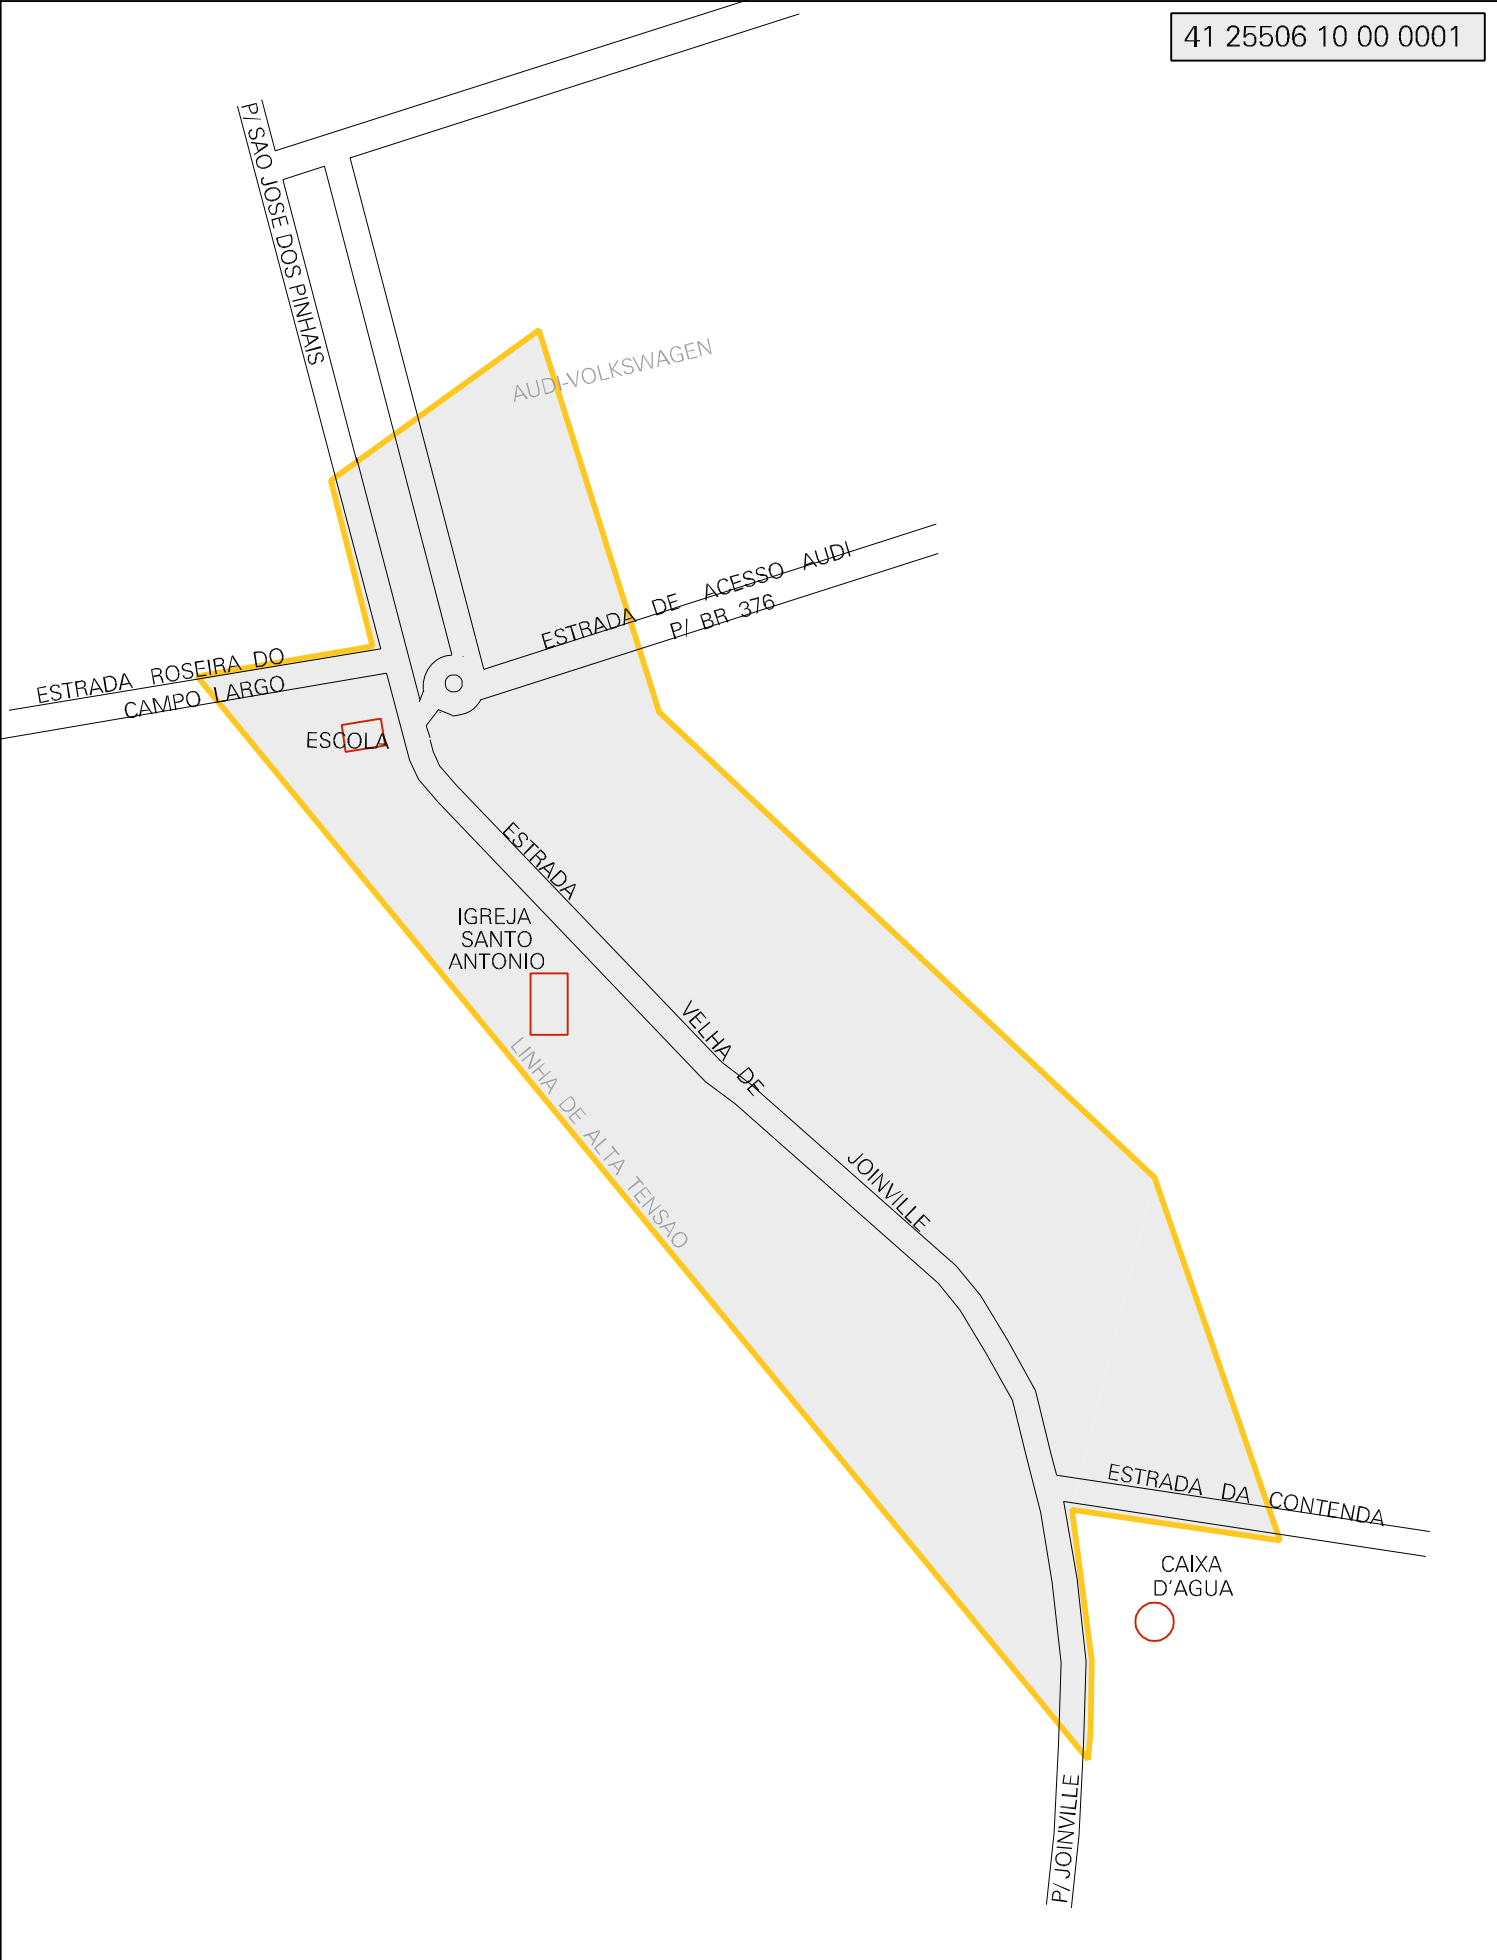 41 25506 10 00 0001
P/ SAO JOSE DOS PINHAIS
AUDI-VOLKSWAGEN
ESTRADA DE ACESSO AUDI
P/ BR 376
ESTRADA ROSEIRA DO
CAMPO LARGO
ESCOLA
ESTRADA VELHA DE JOINVILLE
IGREJA
SANTO
ANTONIO
LINHA DE ALTA TENSAO
ESTRADA DA CONTENDA
CAIXA
D'AGUA
P/ JOINVILLE